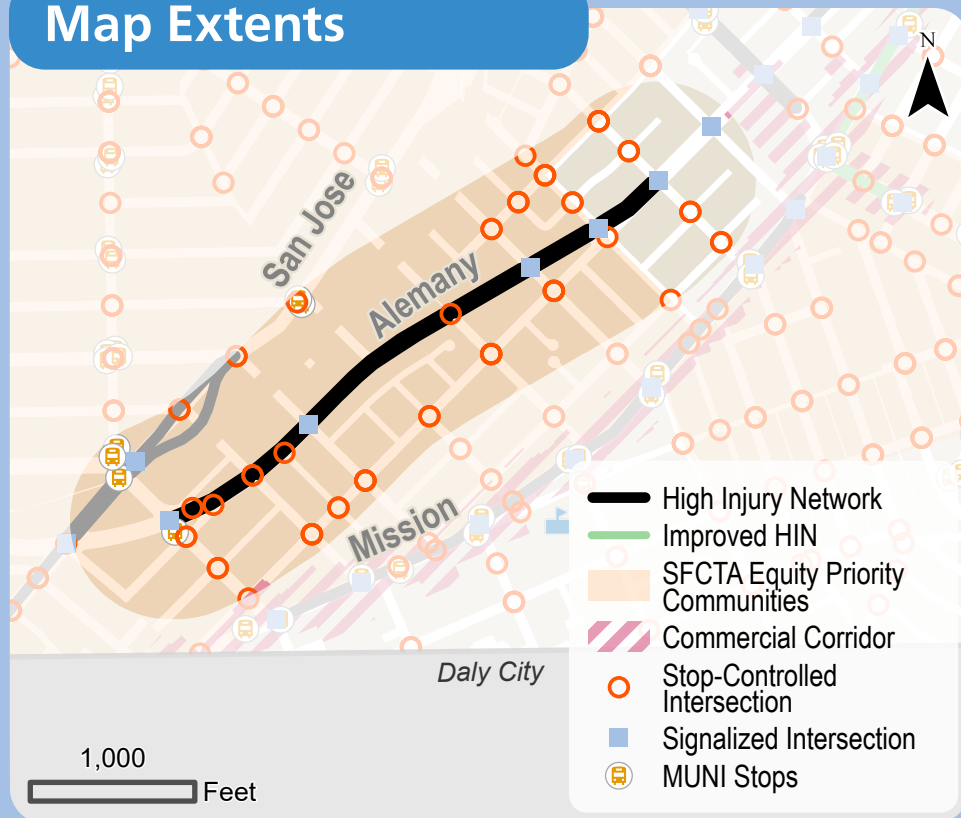 Map Extents
N
San Jose
Alemany
Mission
High Injury Network
Improved HIN
SFCTA Equity Priority
Communities
Commercial Corridor
Stop-Controlled
Intersection
Signalized Intersection
MUNI Stops
Daly City
1,000
Feet